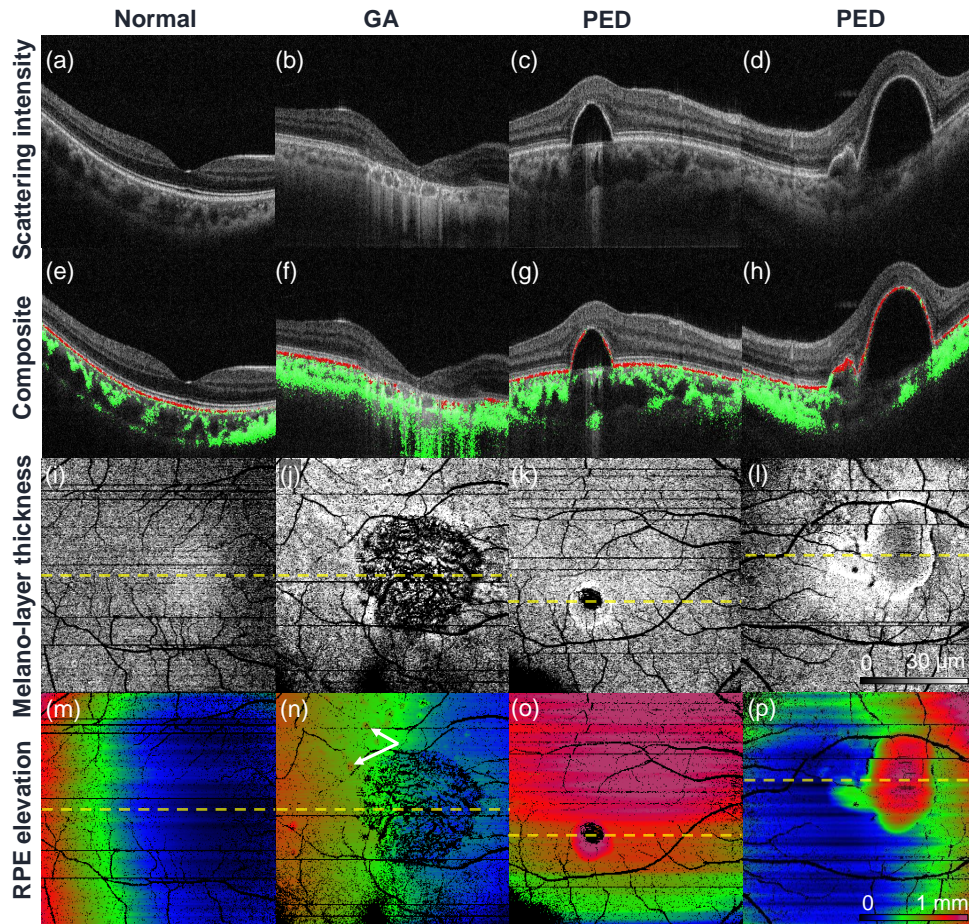 Normal
GA
PED
PED
Scattering intensity
(a)
(b)
(c)
(d)
Composite
(e)
(f)
(g)
(h)
Melano-layer thickness
(i)
(j)
(k)
(l)
0 30 μm
RPE elevation
(m)
(n)
(o)
(p)
0 1 mm